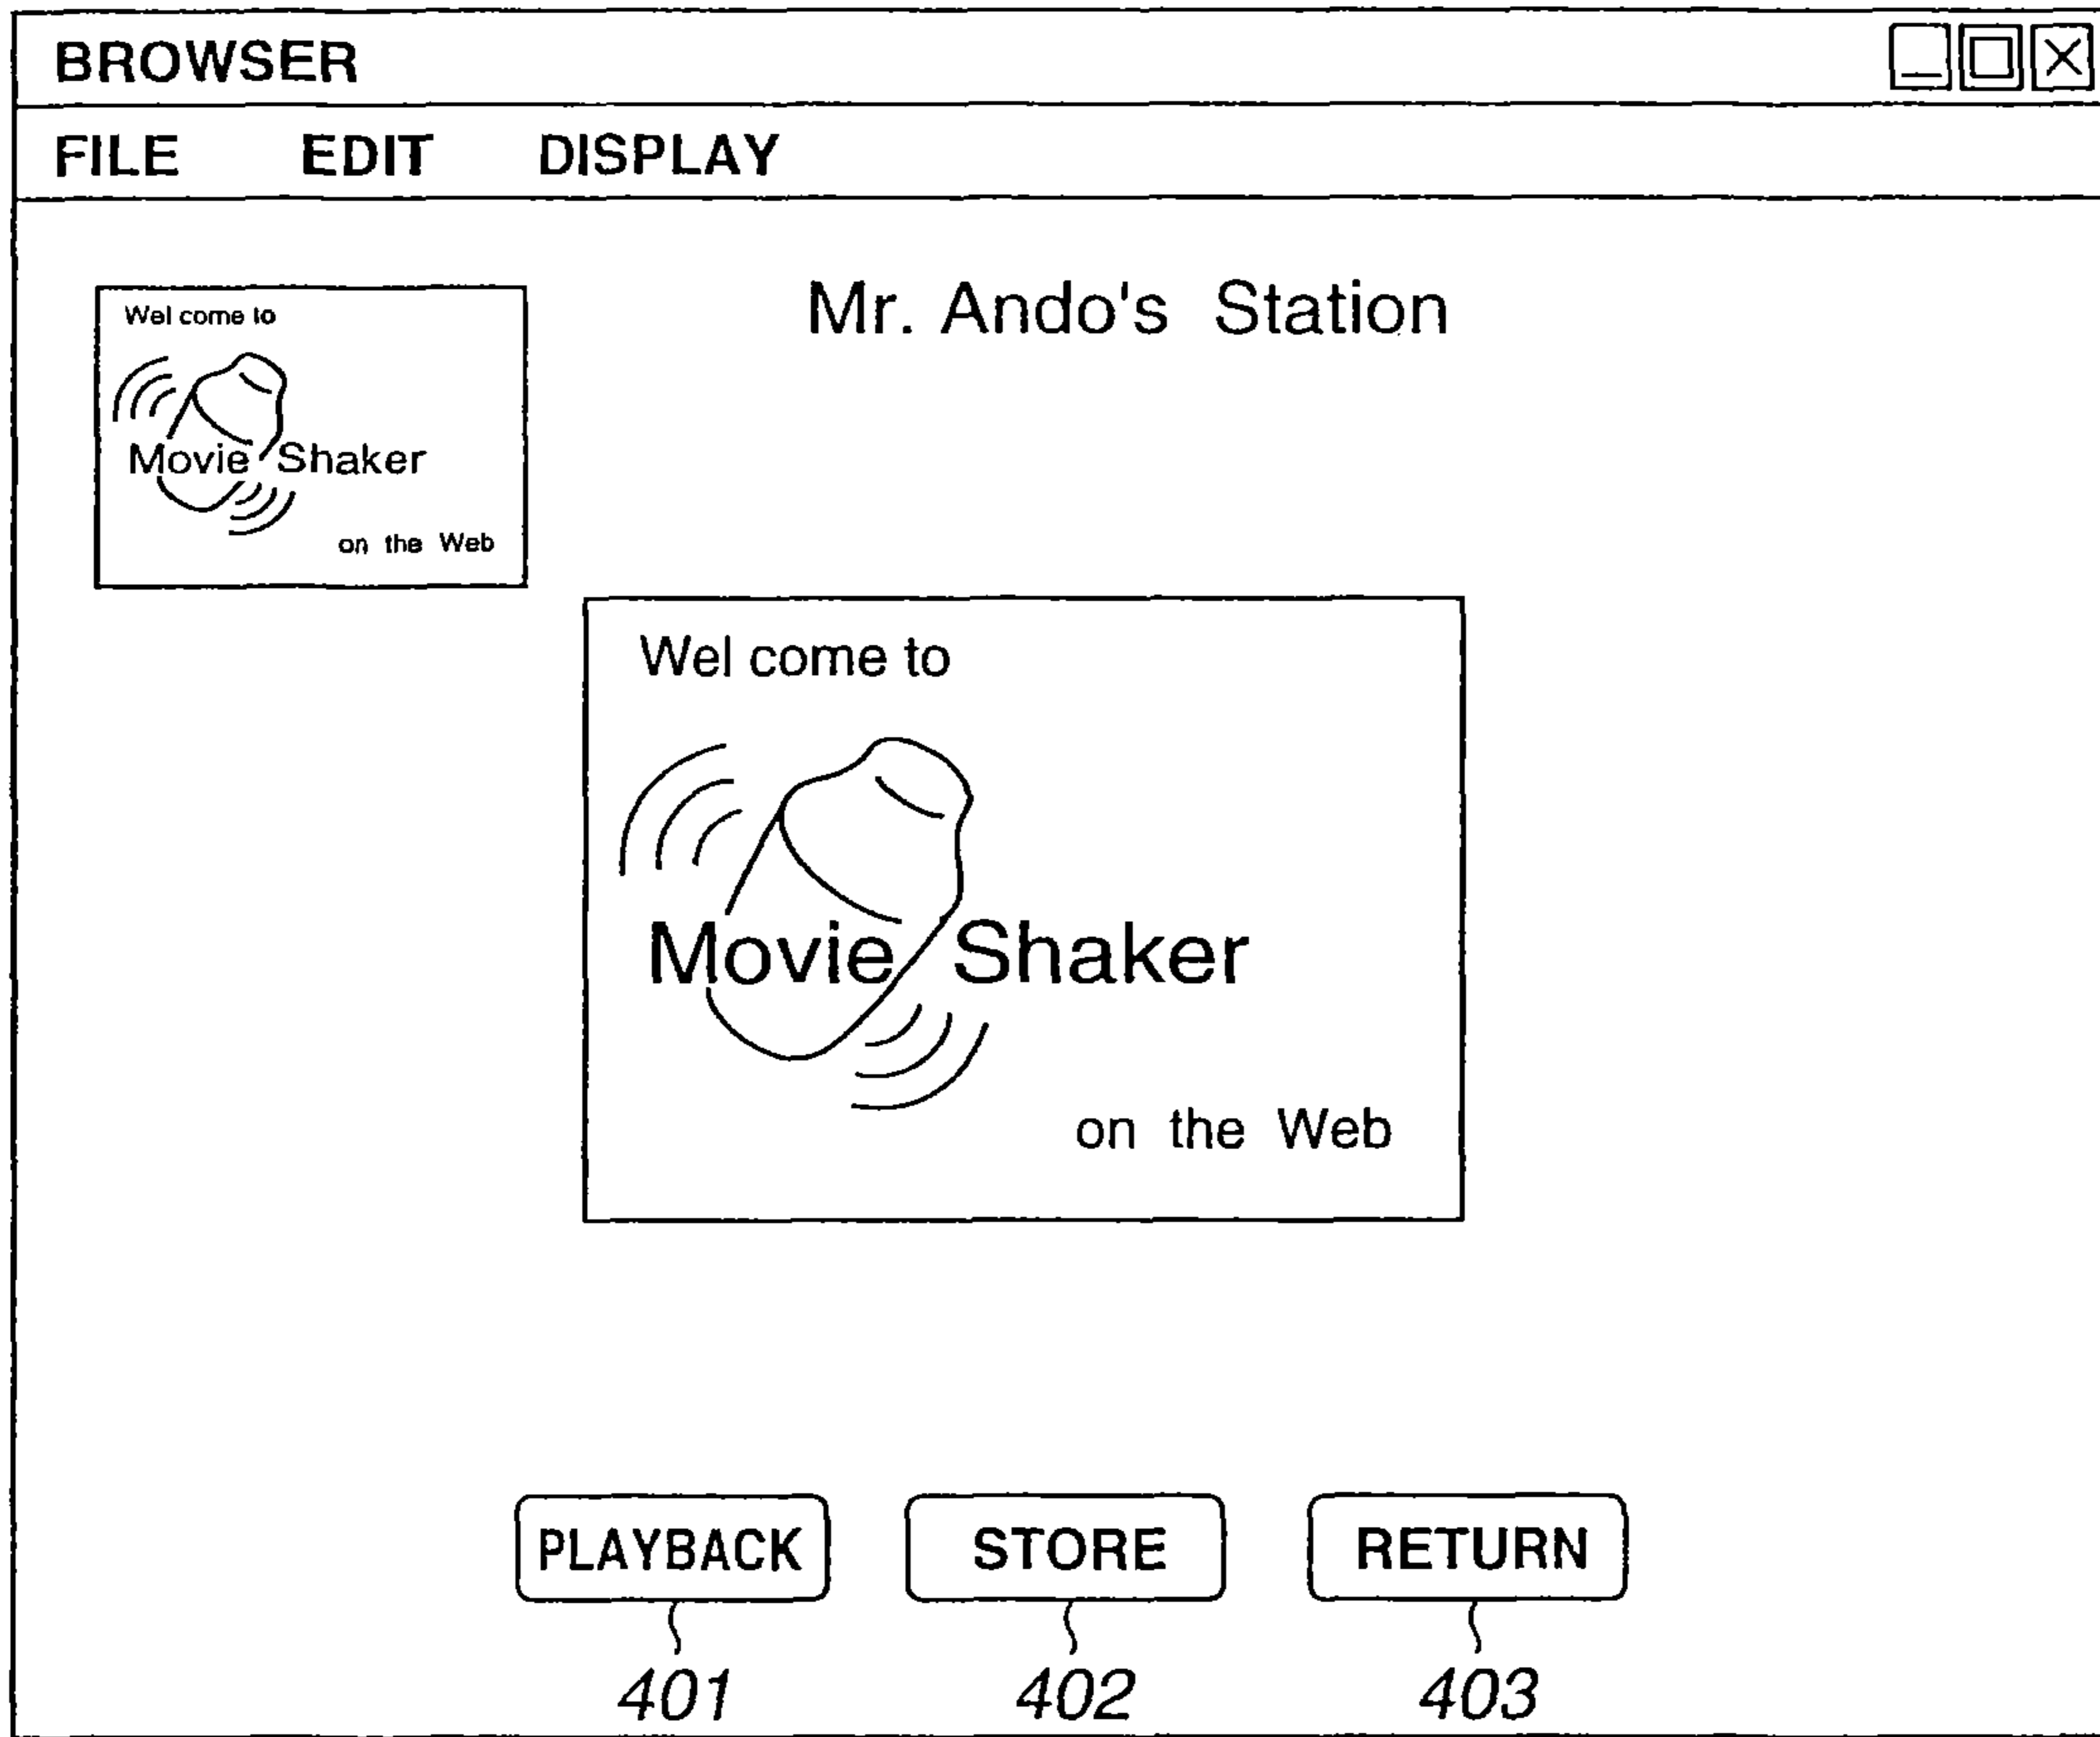 BROWSER
FILE EDIT DISPLAY
Mr. Ando's Station
Wel come to
Movie Shaker
on the Web
Wel come to
Movie Shaker
on the Web
PLAYBACK STORE RETURN
401 402 403